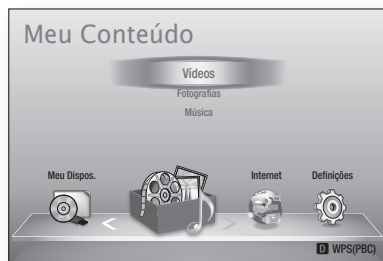 Meu Conteúdo
Vídeos
Fotografias
Música
Meu Dispos.
Internet
Definições
D WPS(PBC)